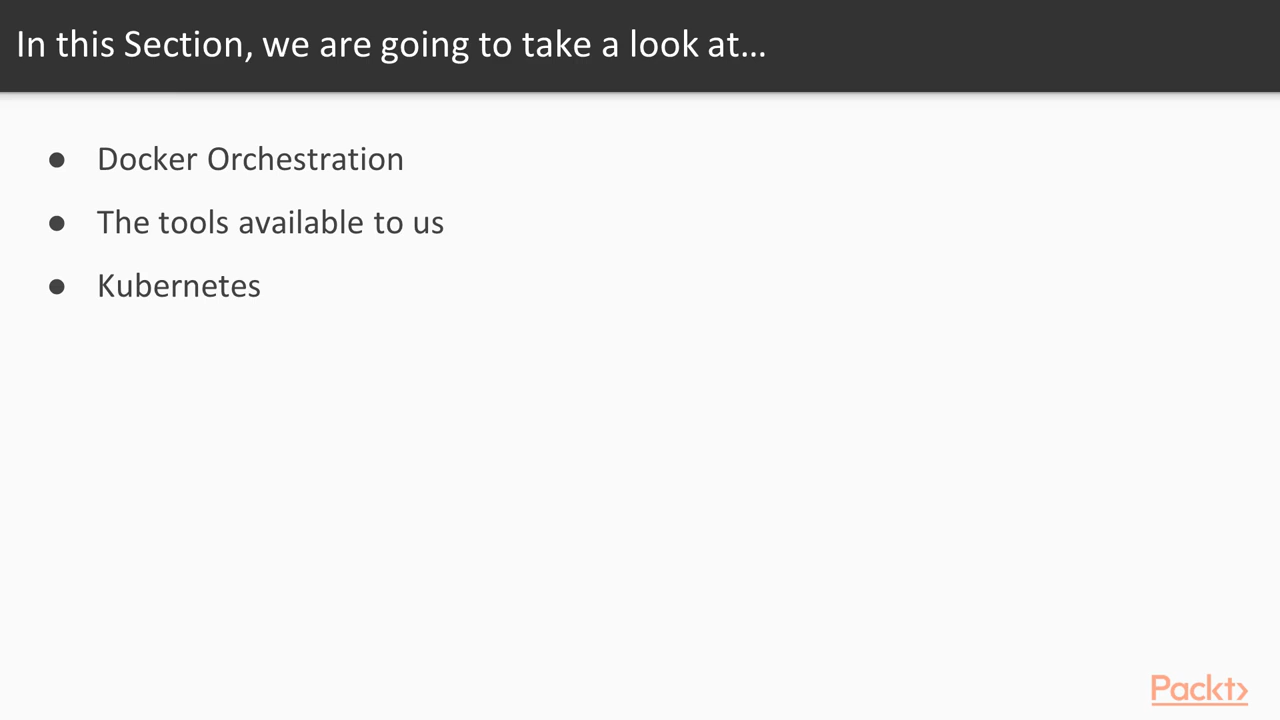 In this Section, we are going to take a look at...
● Docker Orchestration
● The tools available to us
● Kubernetes
Packt>